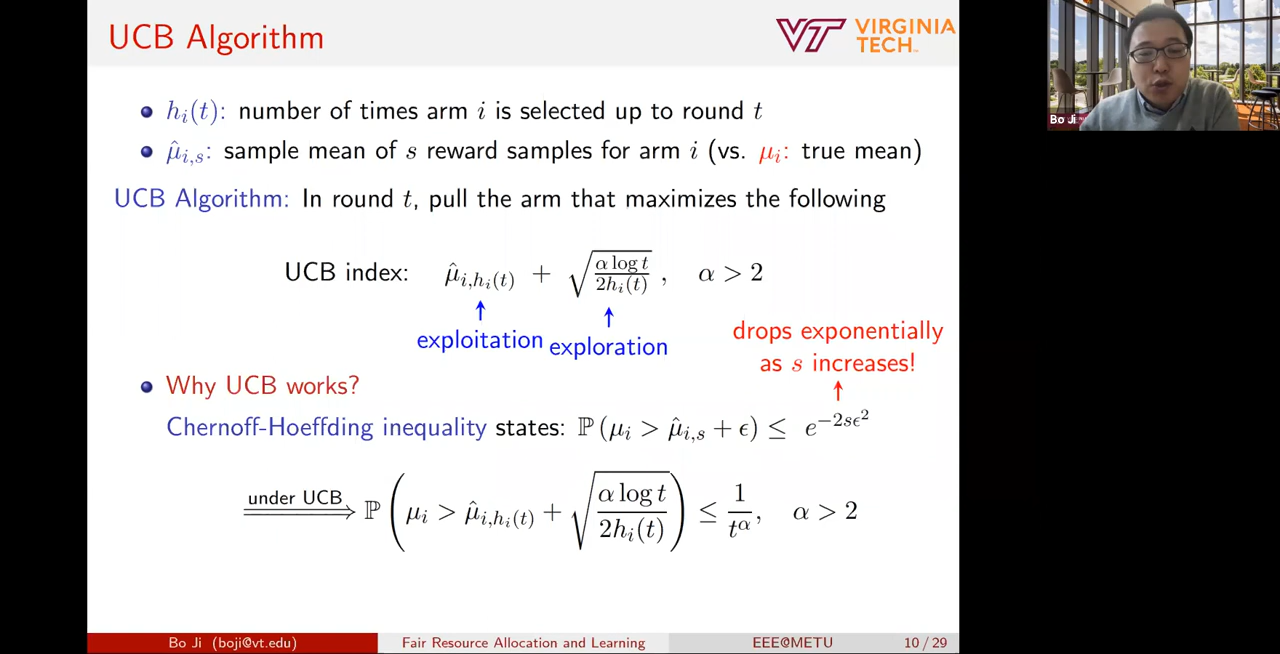 UCB Algorithm
VT VIRGINIA TECH
h_i(t): number of times arm i is selected up to round t
μ̂_{i,s}: sample mean of s reward samples for arm i (vs. μ_i: true mean)
UCB Algorithm: In round t, pull the arm that maximizes the following
UCB index: μ̂_{i,h_i(t)} + √(α log t / 2h_i(t)), α > 2
exploitation exploration
drops exponentially
as s increases!
Why UCB works?
Chernoff-Hoeffding inequality states: ℙ(μ_i > μ̂_{i,s} + ϵ) ≤ e^{-2sϵ^2}
under UCB ⟹ ℙ(μ_i > μ̂_{i,h_i(t)} + √(α log t / 2h_i(t))) ≤ 1/t^α, α > 2
Bo Ji (boji@vt.edu) Fair Resource Allocation and Learning EEE@METU 10 / 29
Bo Ji